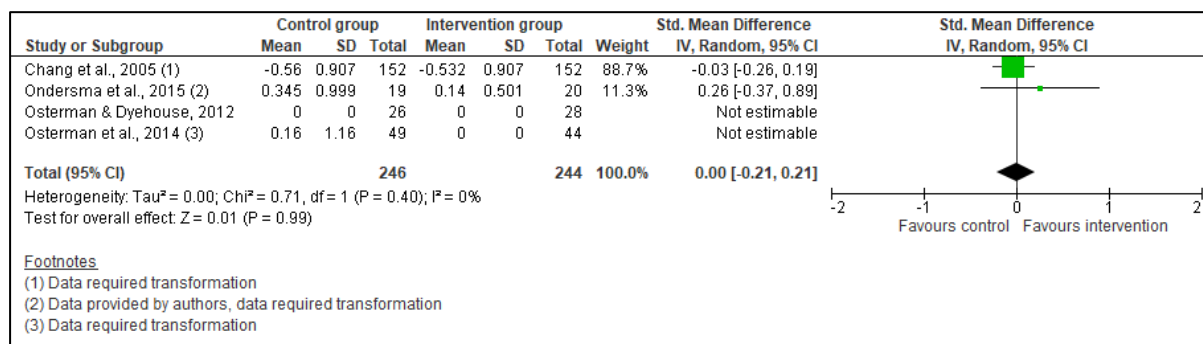 Control group Intervention group Std. Mean Difference Std. Mean Difference
Study or Subgroup Mean SD Total Mean SD Total Weight IV, Random, 95% CI IV, Random, 95% CI
Chang et al., 2005 (1) -0.56 0.907 152 -0.532 0.907 152 88.7% -0.03 [-0.26, 0.19]
Ondersma et al., 2015 (2) 0.345 0.999 19 0.14 0.501 20 11.3% 0.26 [-0.37, 0.89]
Osterman & Dyehouse, 2012 0 0 26 0 0 28 Not estimable
Osterman et al., 2014 (3) 0.16 1.16 49 0 0 44 Not estimable
Total (95% CI) 246 244 100.0% 0.00 [-0.21, 0.21]
Heterogeneity: Tau² = 0.00; Chi² = 0.71, df = 1 (P = 0.40); I² = 0%
Test for overall effect: Z = 0.01 (P = 0.99)
-2 -1 0 1 2
Favours control Favours intervention
Footnotes
(1) Data required transformation
(2) Data provided by authors, data required transformation
(3) Data required transformation